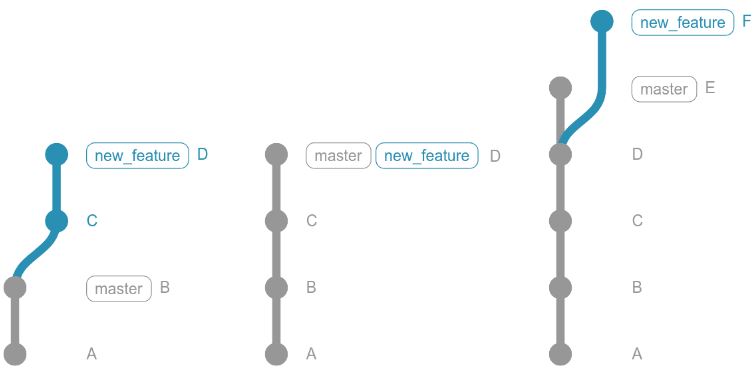 new_feature D
C
master B
A
master new_feature D
C
B
A
new_feature F
master E
D
C
B
A